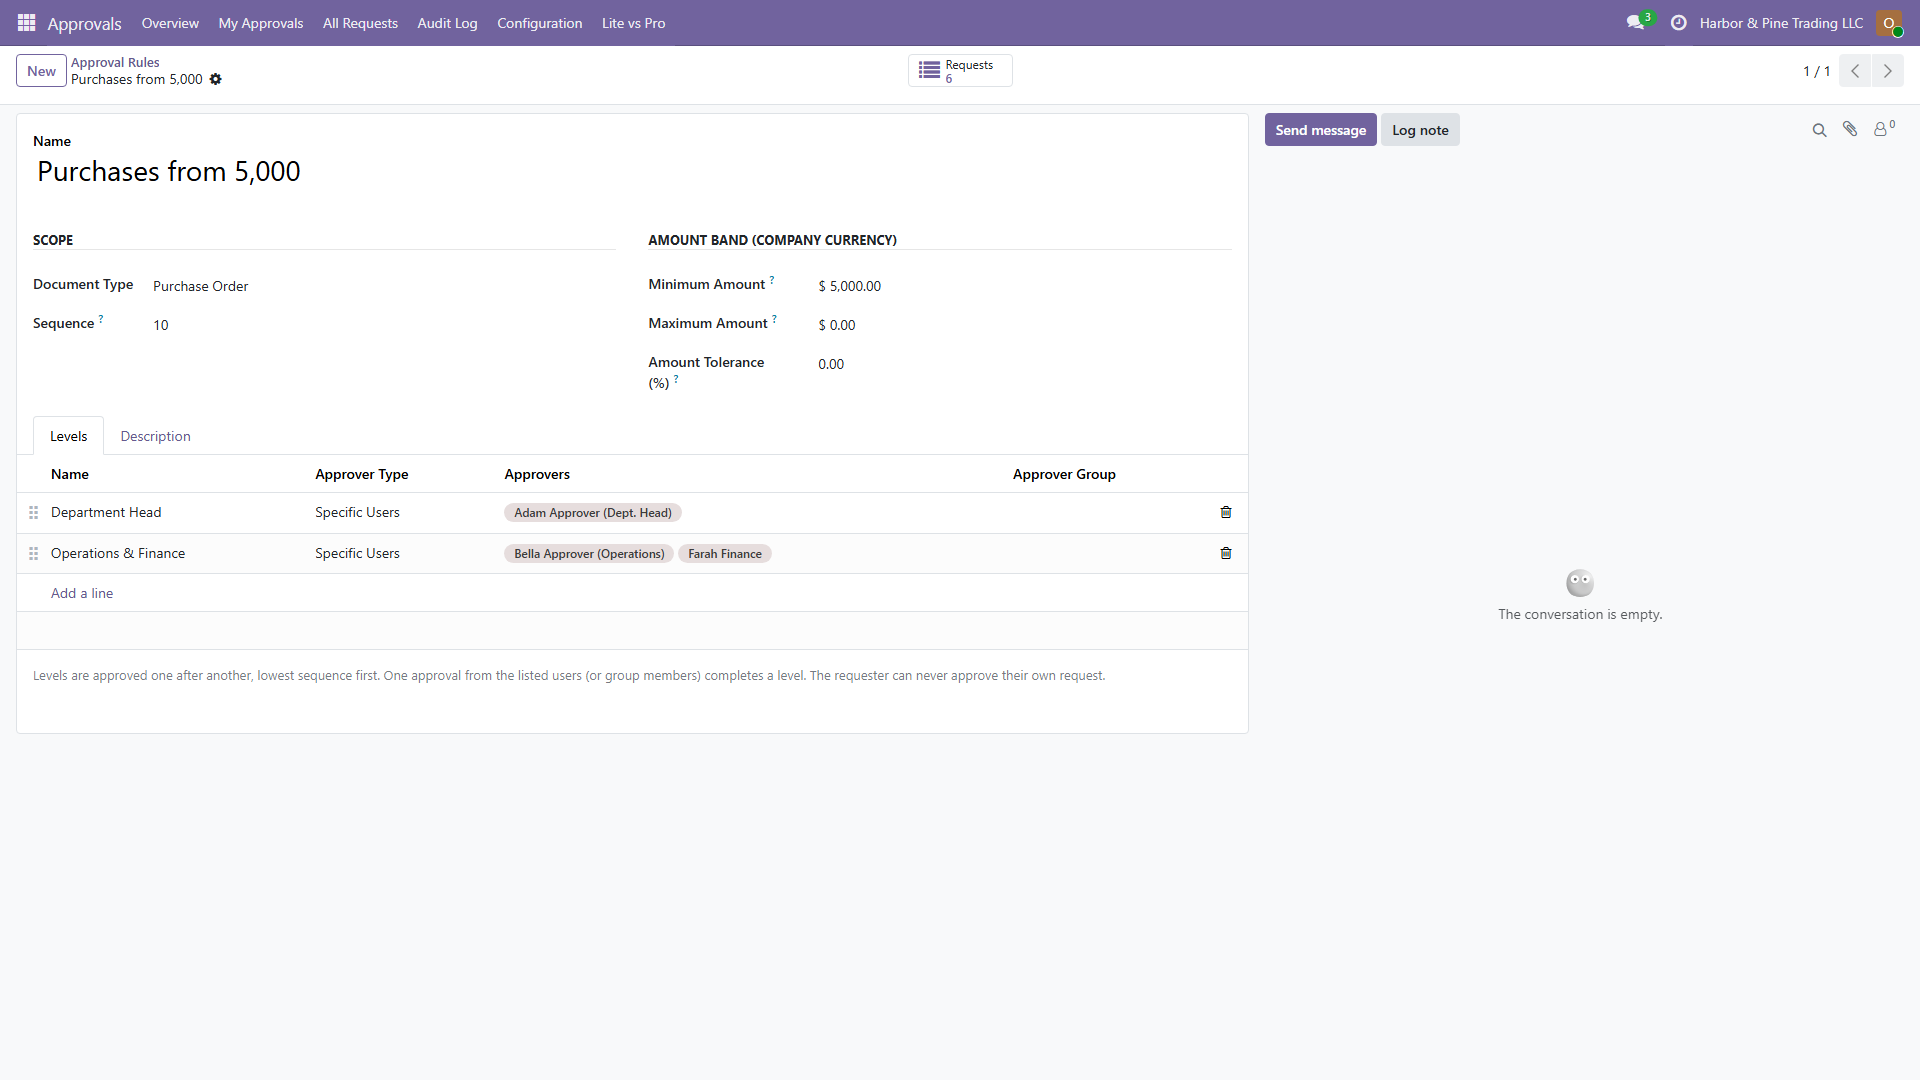 Approvals Overview My Approvals All Requests Audit Log Configuration Lite vs Pro 3 Harbor & Pine Trading LLC O
New Approval Rules Requests 1 / 1
Purchases from 5,000 6
Name Send message Log note 0
Purchases from 5,000
SCOPE AMOUNT BAND (COMPANY CURRENCY)
Document Type Purchase Order Minimum Amount ? $ 5,000.00
Sequence ? 10 Maximum Amount ? $ 0.00
Amount Tolerance 0.00
(%) ?
Levels Description
Name Approver Type Approvers Approver Group
Department Head Specific Users Adam Approver (Dept. Head)
Operations & Finance Specific Users Bella Approver (Operations) Farah Finance
Add a line
The conversation is empty.
Levels are approved one after another, lowest sequence first. One approval from the listed users (or group members) completes a level. The requester can never approve their own request.